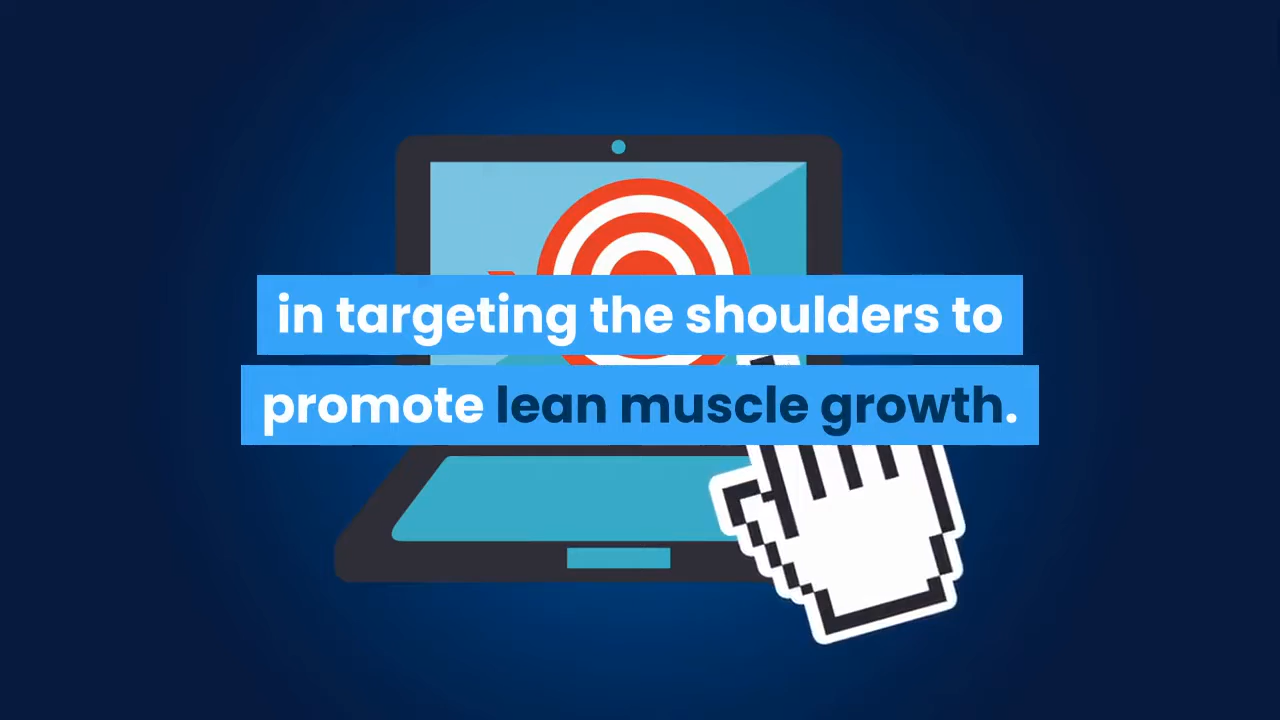 in targeting the shoulders to
promote lean muscle growth.